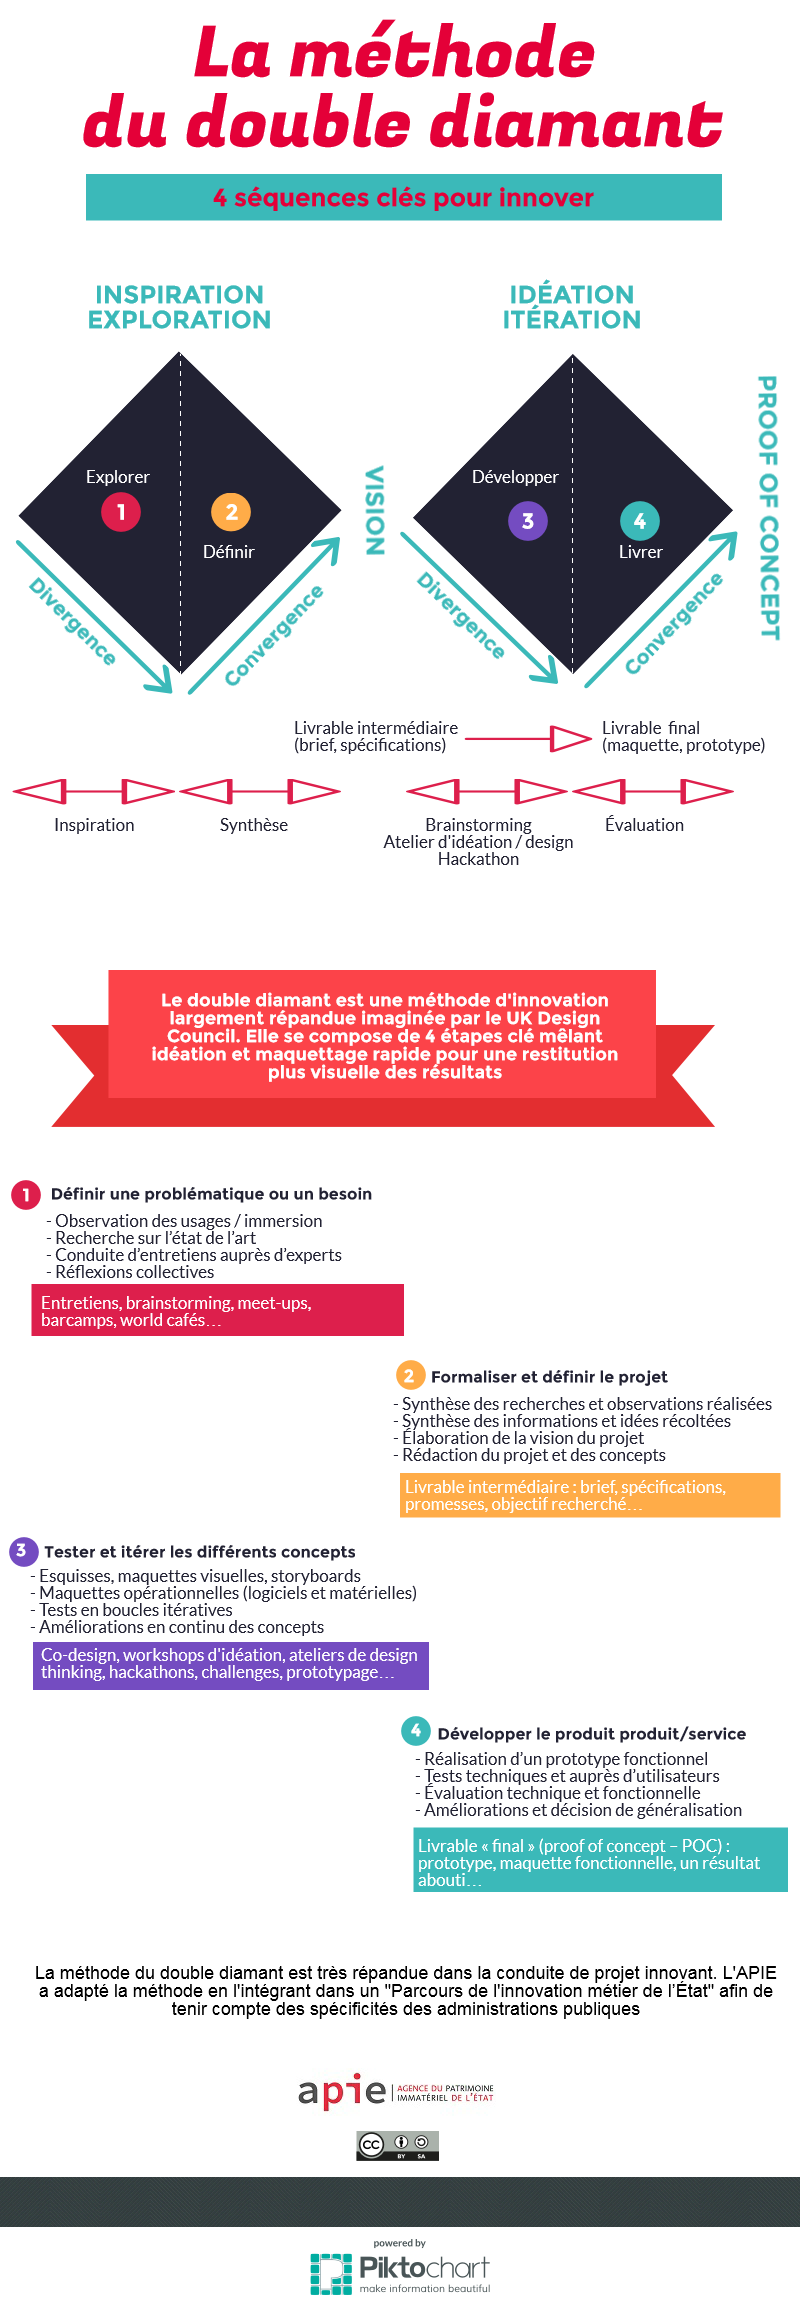 La méthode
du double diamant
4 séquences clés pour innover
INSPIRATION
EXPLORATION
IDÉATION
ITÉRATION
Explorer
1
2
Définir
VISION
Divergence
Convergence
Développer
3
4
Livrer
PROOF OF CONCEPT
Divergence
Convergence
Livrable intermédiaire
(brief, spécifications)
Livrable final
(maquette, prototype)
Inspiration
Synthèse
Brainstorming
Atelier d'idéation / design
Hackathon
Évaluation
Le double diamant est une méthode d'innovation
largement répandue imaginée par le UK Design
Council. Elle se compose de 4 étapes clé mêlant
idéation et maquettage rapide pour une restitution
plus visuelle des résultats
1 Définir une problématique ou un besoin
- Observation des usages / immersion
- Recherche sur l’état de l’art
- Conduite d’entretiens auprès d’experts
- Réflexions collectives
Entretiens, brainstorming, meet-ups,
barcamps, world cafés…
2 Formaliser et définir le projet
- Synthèse des recherches et observations réalisées
- Synthèse des informations et idées récoltées
- Élaboration de la vision du projet
- Rédaction du projet et des concepts
Livrable intermédiaire : brief, spécifications,
promesses, objectif recherché…
3 Tester et itérer les différents concepts
- Esquisses, maquettes visuelles, storyboards
- Maquettes opérationnelles (logiciels et matérielles)
- Tests en boucles itératives
- Améliorations en continu des concepts
Co-design, workshops d'idéation, ateliers de design
thinking, hackathons, challenges, prototypage…
4 Développer le produit produit/service
- Réalisation d’un prototype fonctionnel
- Tests techniques et auprès d’utilisateurs
- Évaluation technique et fonctionnelle
- Améliorations et décision de généralisation
Livrable « final » (proof of concept – POC) :
prototype, maquette fonctionnelle, un résultat
abouti…
La méthode du double diamant est très répandue dans la conduite de projet innovant. L'APIE
a adapté la méthode en l'intégrant dans un "Parcours de l'innovation métier de l’État" afin de
tenir compte des spécificités des administrations publiques
apie
AGENCE DU PATRIMOINE
IMMATÉRIEL DE L'ÉTAT
CC
BY SA
powered by
Piktochart
make information beautiful